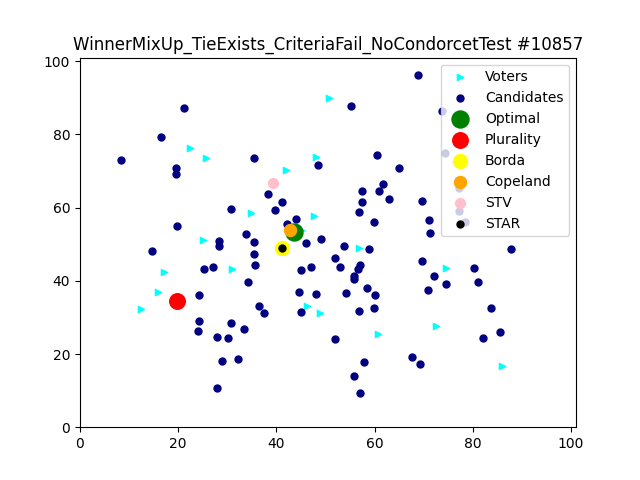 WinnerMixUp_TieExists_CriteriaFail_NoCondorcetTest #10857
100
80
60
40
20
0
0
20
40
60
80
100
Voters
Candidates
Optimal
Plurality
Borda
Copeland
STV
STAR